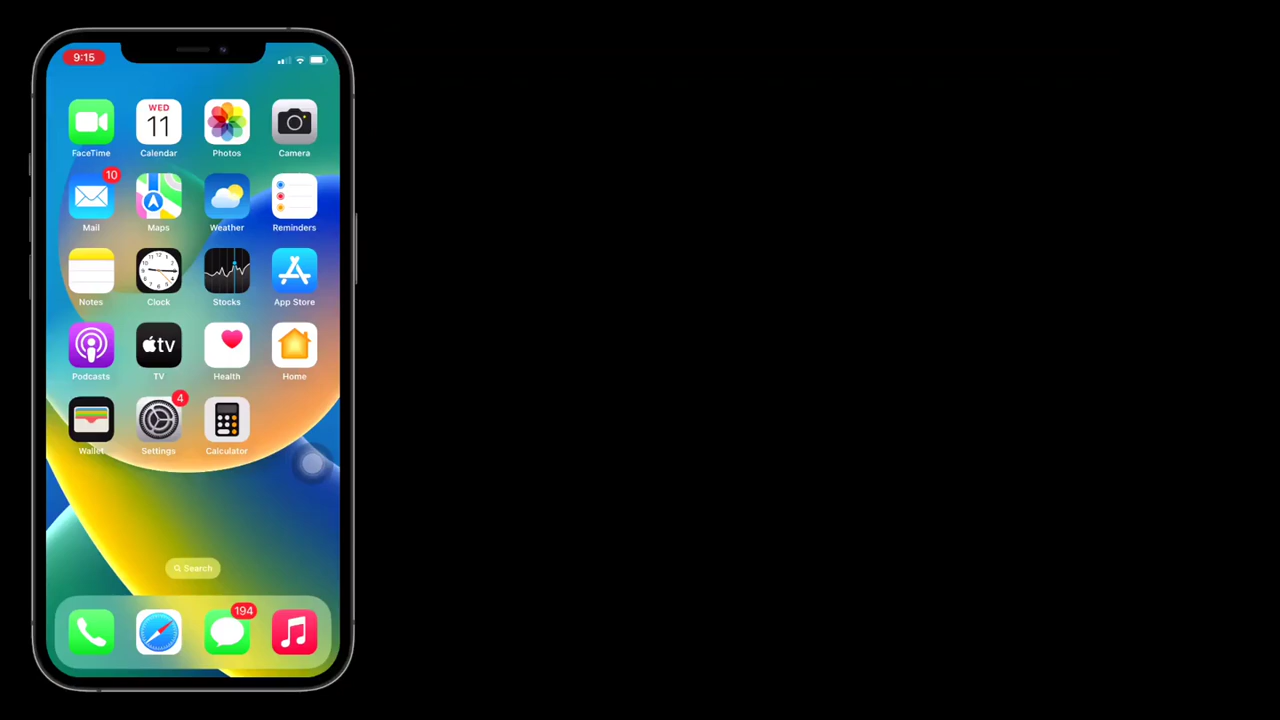 9:15
WED
11
FaceTime Calendar Photos Camera
10
Mail Maps Weather Reminders
Notes Clock Stocks App Store
tv
Podcasts TV Health Home
4
Wallet Settings Calculator
Search
194